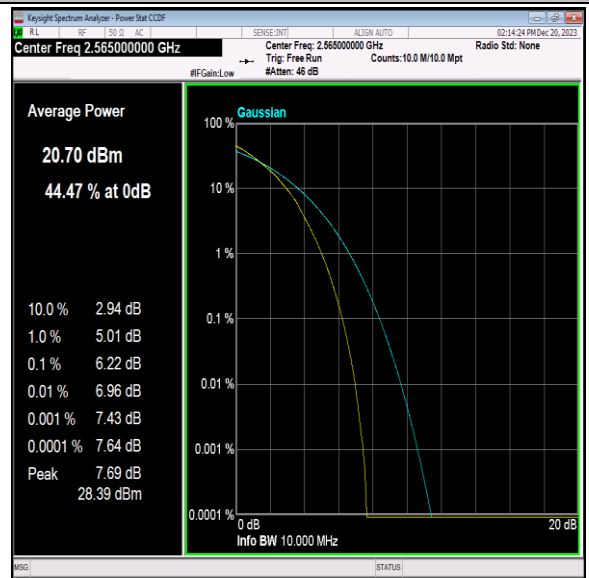 Keysight Spectrum Analyzer - Power Stat CCDF
RL RF 50 Ω AC SENSE:INT ALIGN AUTO 02:14:24 PM Dec 20, 2023
Center Freq 2.565000000 GHz
Center Freq: 2.565000000 GHz Radio Std: None
Trig: Free Run Counts:10.0 M/10.0 Mpt
#IFGain:Low #Atten: 46 dB
Average Power
20.70 dBm
44.47 % at 0dB
10.0 % 2.94 dB
1.0 % 5.01 dB
0.1 % 6.22 dB
0.01 % 6.96 dB
0.001 % 7.43 dB
0.0001 % 7.64 dB
Peak 7.69 dB
28.39 dBm
Gaussian
100 %
10 %
1 %
0.1 %
0.01 %
0.001 %
0.0001 %
0 dB 20 dB
Info BW 10.000 MHz
MSG STATUS